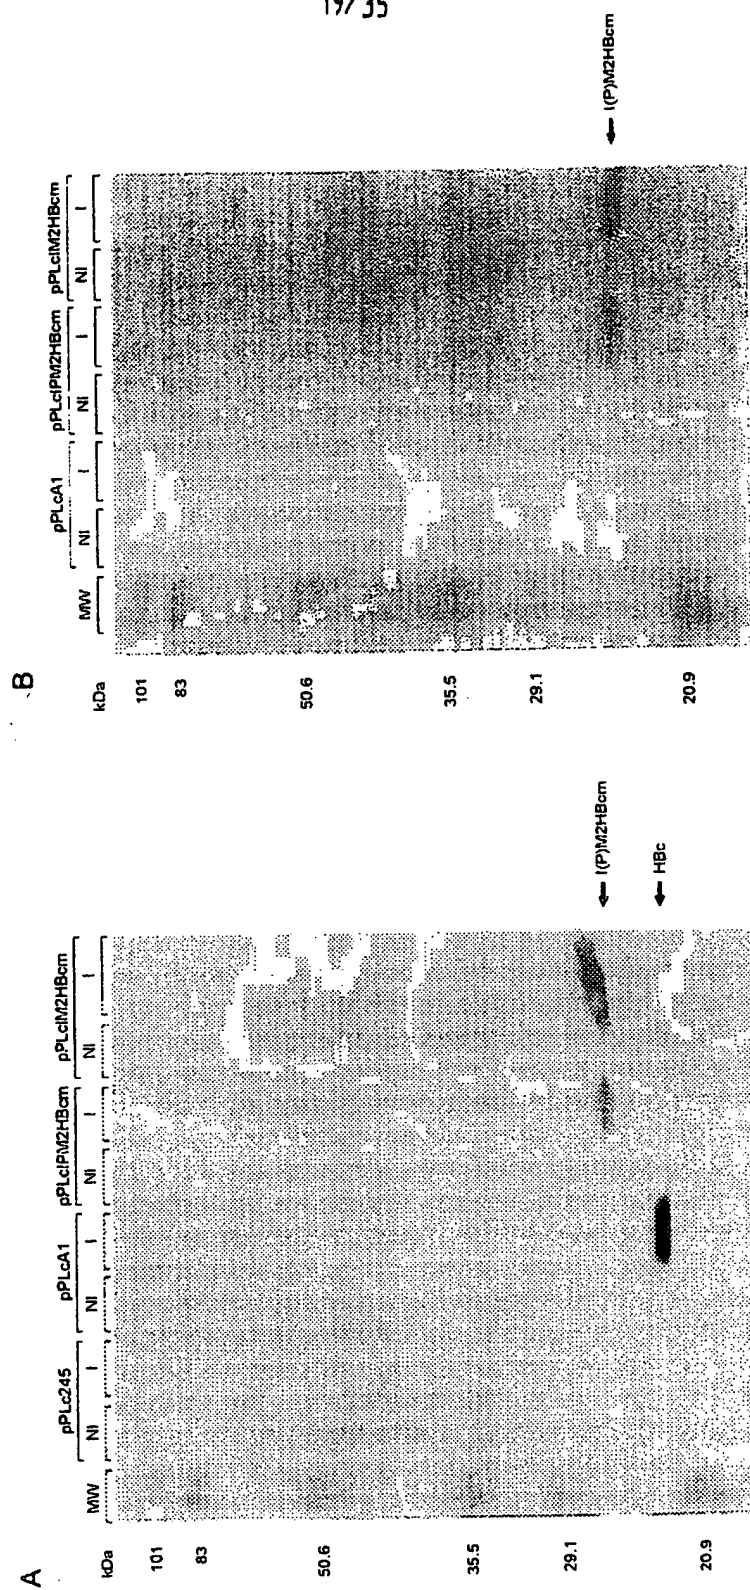 19/35
A
pPLc245 pPLcA1 pPLcIPM2HBcm pPLcIM2HBcm
MW NI I NI I NI I NI I
kDa
101
83
50.6
35.5
29.1
20.9
I(P)M2HBcm
HBc
B
pPLcA1 pPLcIPM2HBcm pPLcIM2HBcm
MW NI I NI I NI I
kDa
101
83
50.6
35.5
29.1
20.9
I(P)M2HBcm